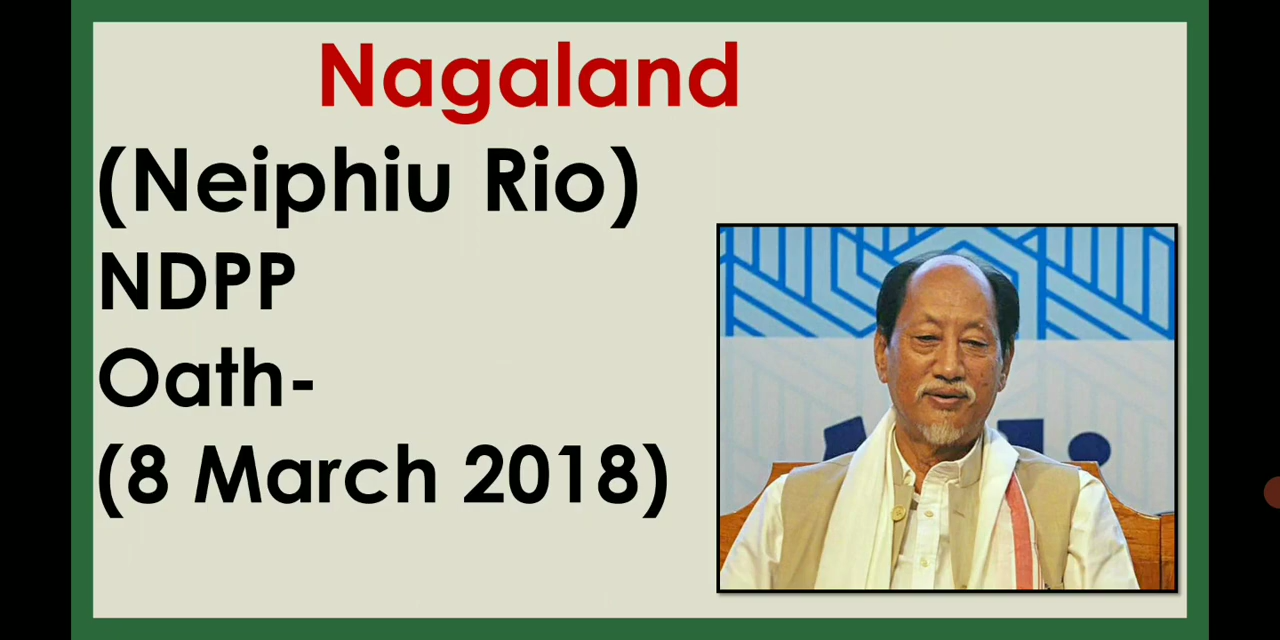 Nagaland
(Neiphiu Rio)
NDPP
Oath-
(8 March 2018)